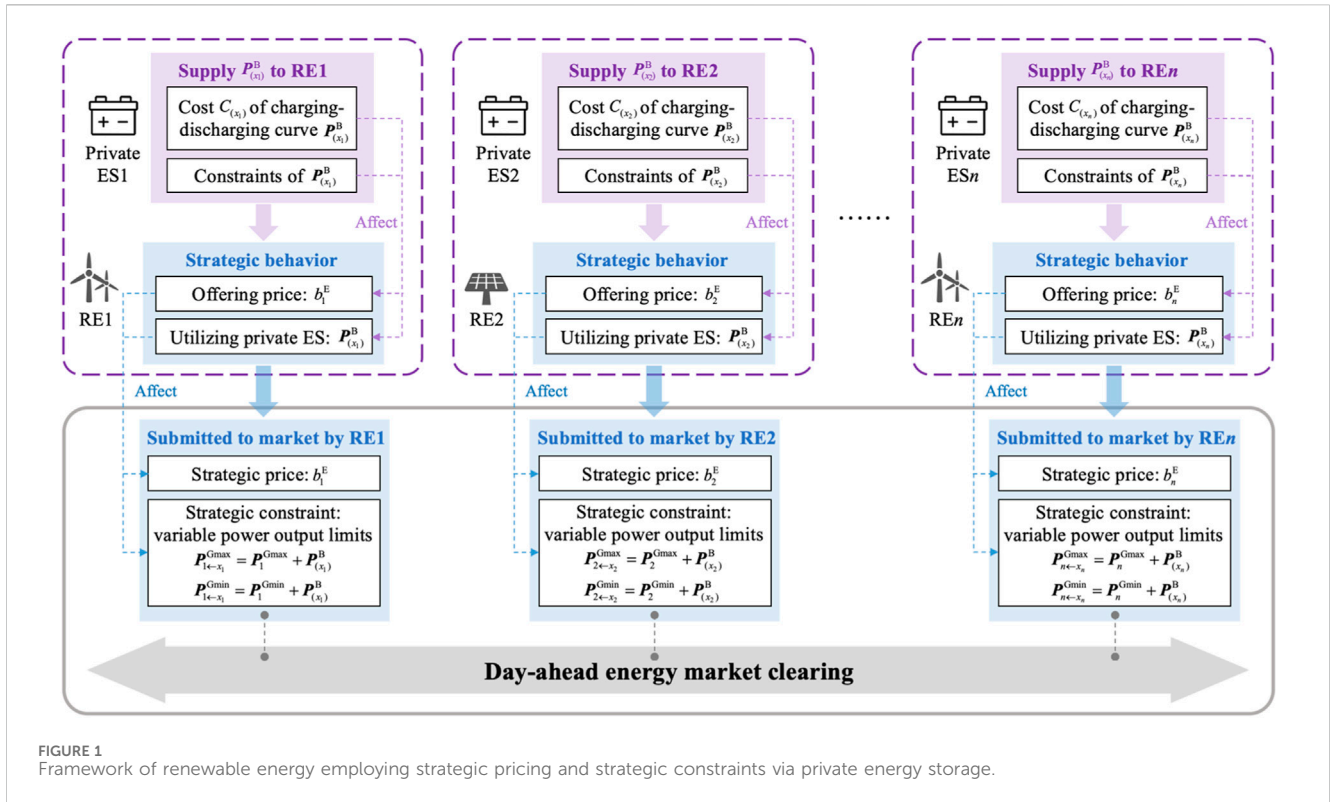 Supply P^B_(x₁) to RE1
Cost C_(x₁) of charging-
discharging curve P^B_(x₁)
Constraints of P^B_(x₁)
Private
ES1
Affect
Strategic behavior
Offering price: b^E_1
Utilizing private ES: P^B_(x₁)
RE1
Affect
Submitted to market by RE1
Strategic price: b^E_1
Strategic constraint:
variable power output limits
P^Gmax_1←x₁ = P^Gmax_1 + P^B_(x₁)
P^Gmin_1←x₁ = P^Gmin_1 + P^B_(x₁)
Supply P^B_(x₂) to RE2
Cost C_(x₂) of charging-
discharging curve P^B_(x₂)
Constraints of P^B_(x₂)
Private
ES2
Affect
Strategic behavior
Offering price: b^E_2
Utilizing private ES: P^B_(x₂)
RE2
Affect
Submitted to market by RE2
Strategic price: b^E_2
Strategic constraint:
variable power output limits
P^Gmax_2←x₂ = P^Gmax_2 + P^B_(x₂)
P^Gmin_2←x₂ = P^Gmin_2 + P^B_(x₂)
······
Supply P^B_(xₙ) to REn
Cost C_(xₙ) of charging-
discharging curve P^B_(xₙ)
Constraints of P^B_(xₙ)
Private
ESn
Affect
Strategic behavior
Offering price: b^E_n
Utilizing private ES: P^B_(xₙ)
REn
Affect
Submitted to market by REn
Strategic price: b^E_n
Strategic constraint:
variable power output limits
P^Gmax_n←xₙ = P^Gmax_n + P^B_(xₙ)
P^Gmin_n←xₙ = P^Gmin_n + P^B_(xₙ)
Day-ahead energy market clearing
FIGURE 1
Framework of renewable energy employing strategic pricing and strategic constraints via private energy storage.